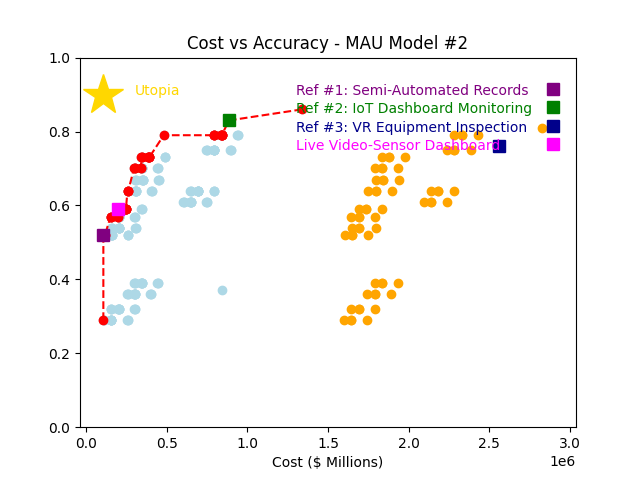 Cost vs Accuracy - MAU Model #2
1.0
Utopia
Ref #1: Semi-Automated Records
Ref #2: IoT Dashboard Monitoring
Ref #3: VR Equipment Inspection
Live Video-Sensor Dashboard
0.8
0.6
0.4
0.2
0.0
0.0 0.5 1.0 1.5 2.0 2.5 3.0
Cost ($ Millions)
1e6